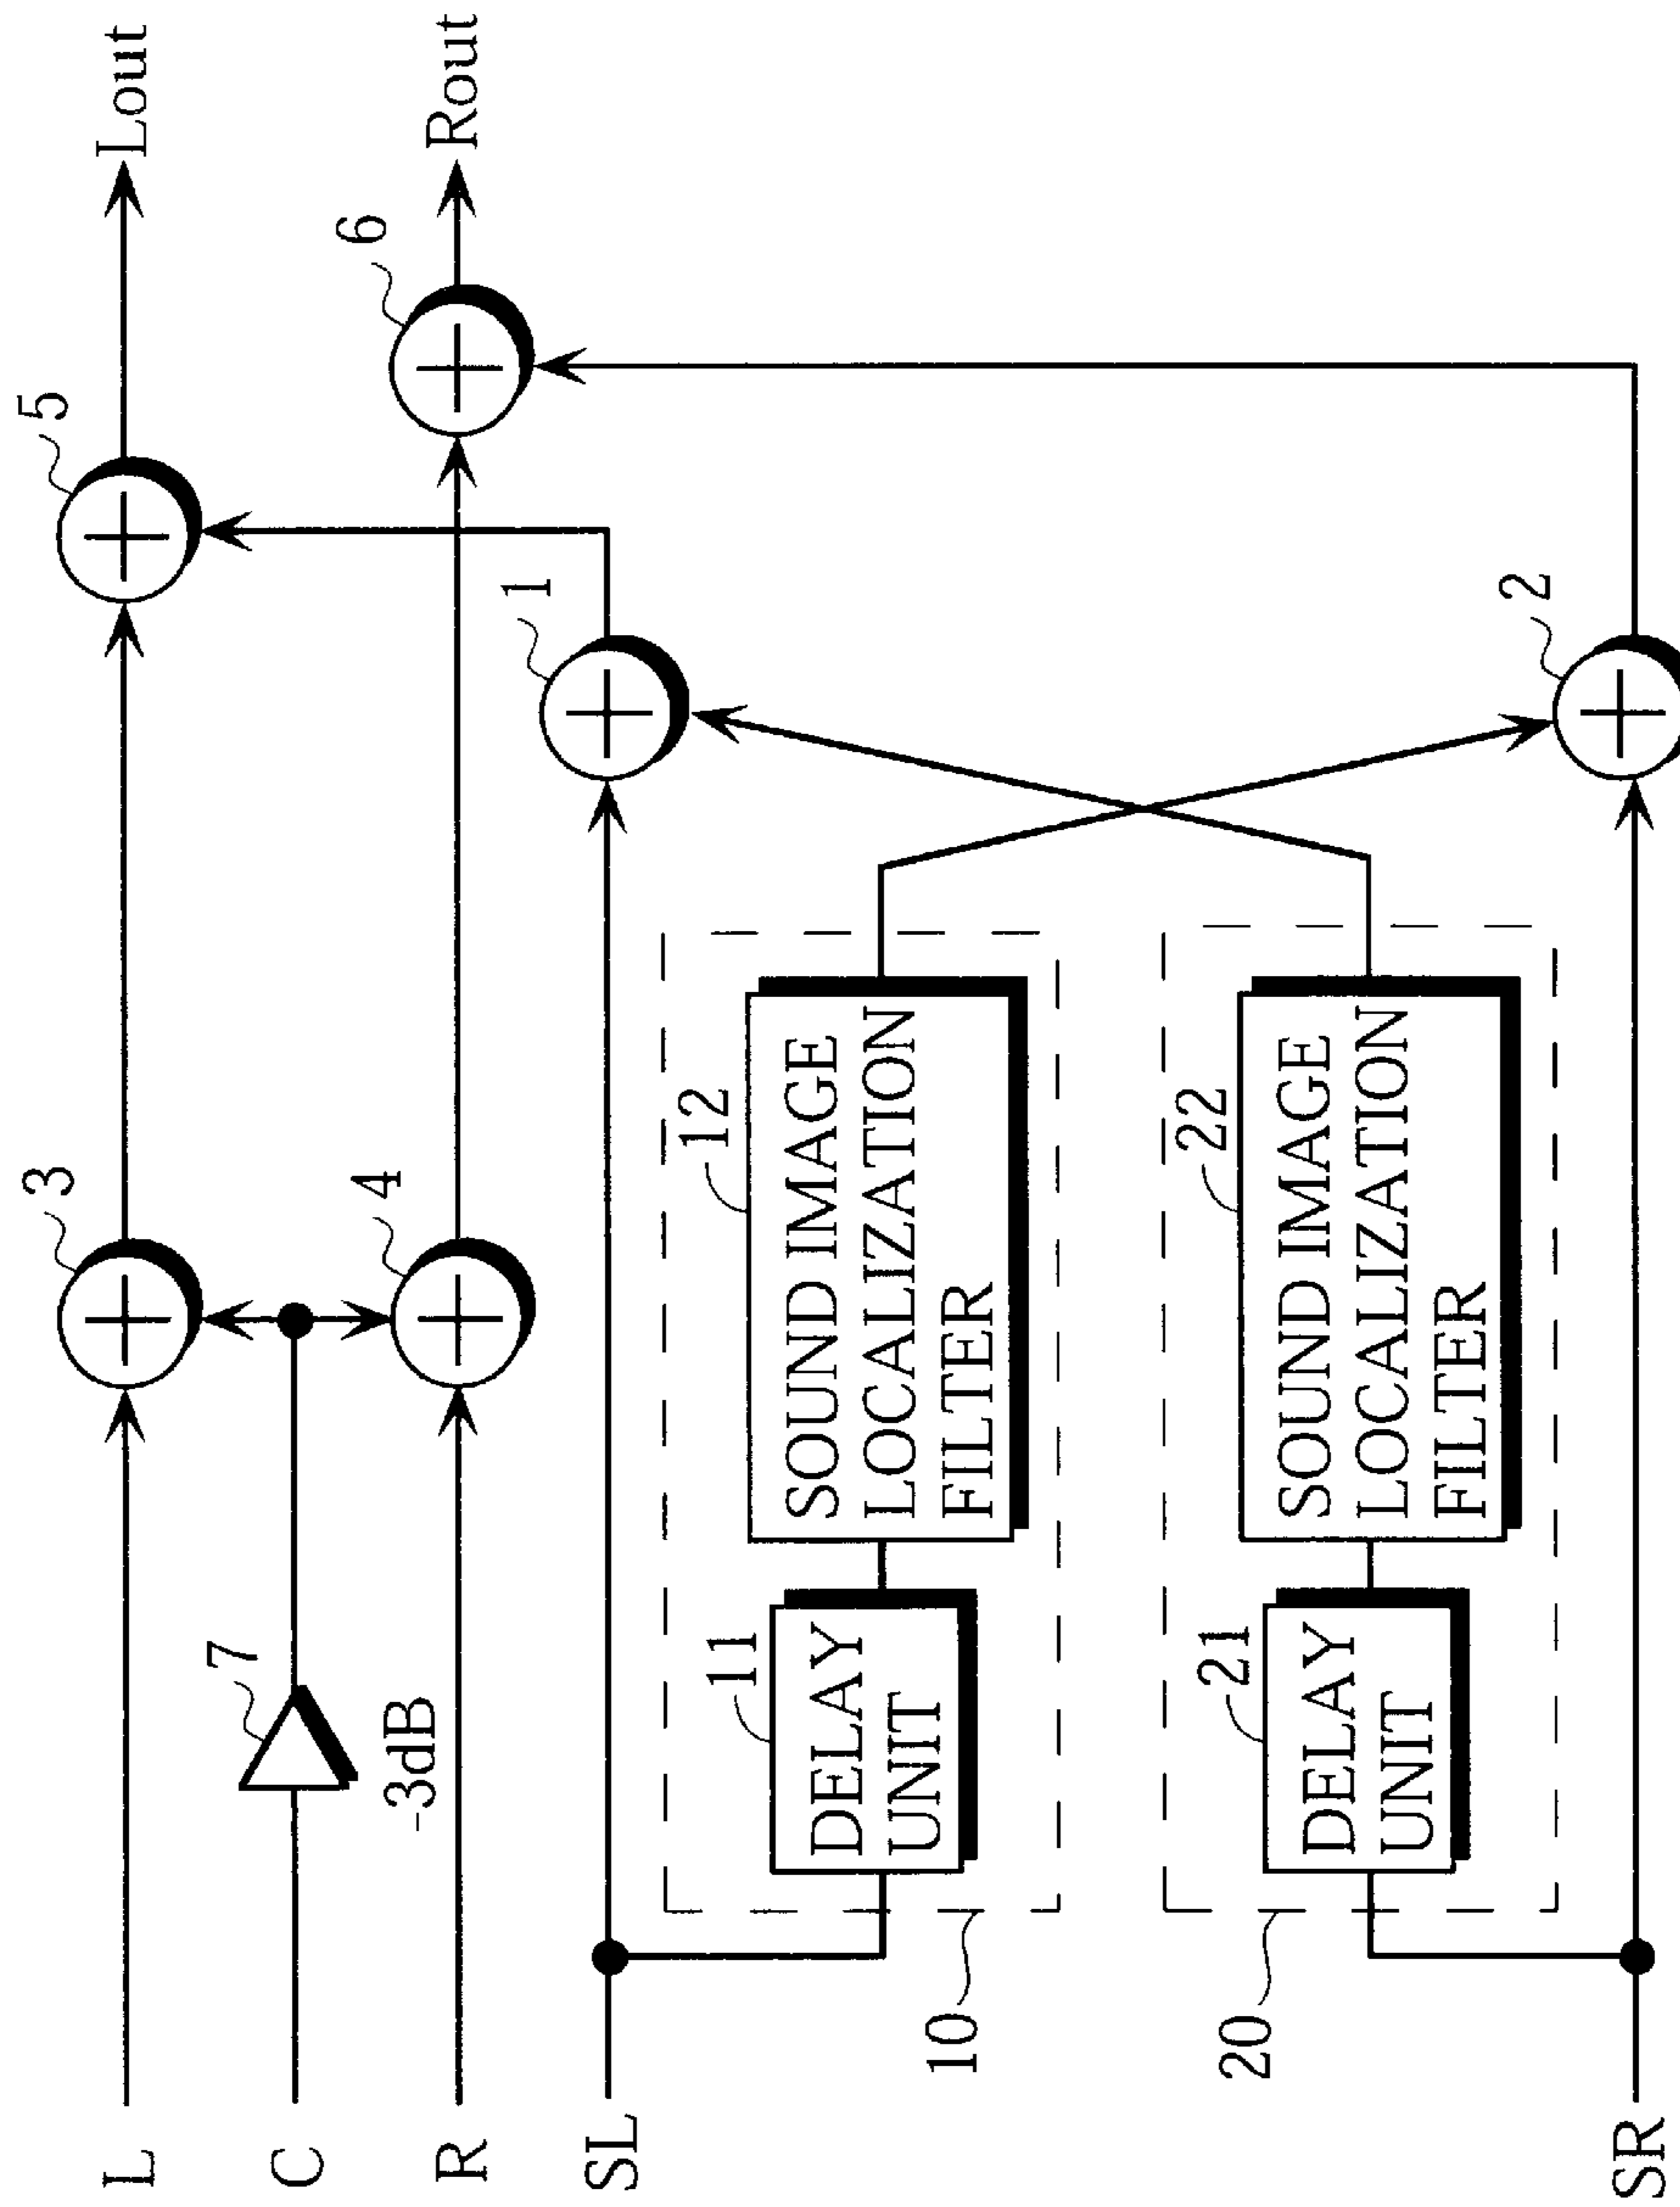 L
C
R
SL
SR
7
-3dB
3
4
5
6
Lout
Rout
1
2
10
11
DELAY
UNIT
12
SOUND IMAGE
LOCALIZATION
FILTER
20
21
DELAY
UNIT
22
SOUND IMAGE
LOCALIZATION
FILTER